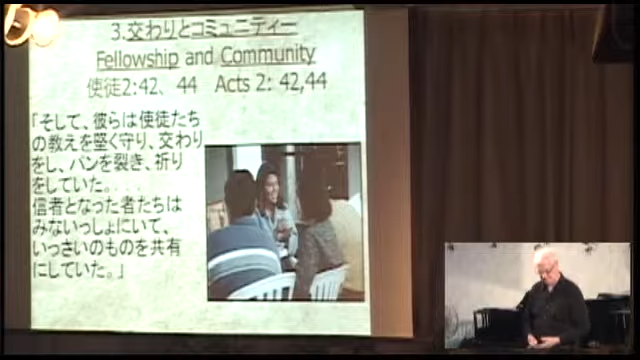 3.交わりとコミュニティー
Fellowship and Community
使徒2:42、44 Acts 2: 42,44
「そして、彼らは使徒たち
の教えを堅く守り、交わり
をし、パンを裂き、祈り
をしていた。...
信者となった者たちは
みないっしょにいて、
いっさいのものを共有
にしていた。」